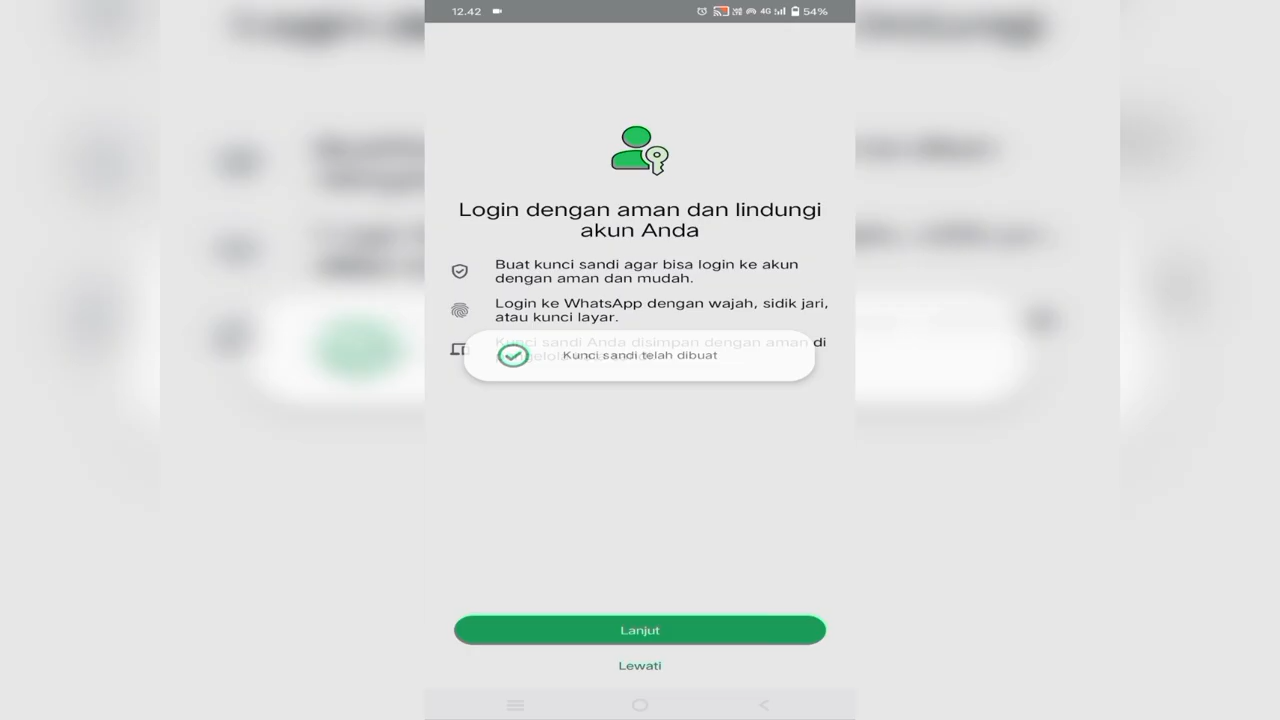 12.42
4G
54%
Login dengan aman dan lindungi
akun Anda
Buat kunci sandi agar bisa login ke akun
dengan aman dan mudah.
Login ke WhatsApp dengan wajah, sidik jari,
atau kunci layar.
Kunci sandi Anda disimpan dengan aman di
Kunci sandi telah dibuat
Lanjut
Lewati